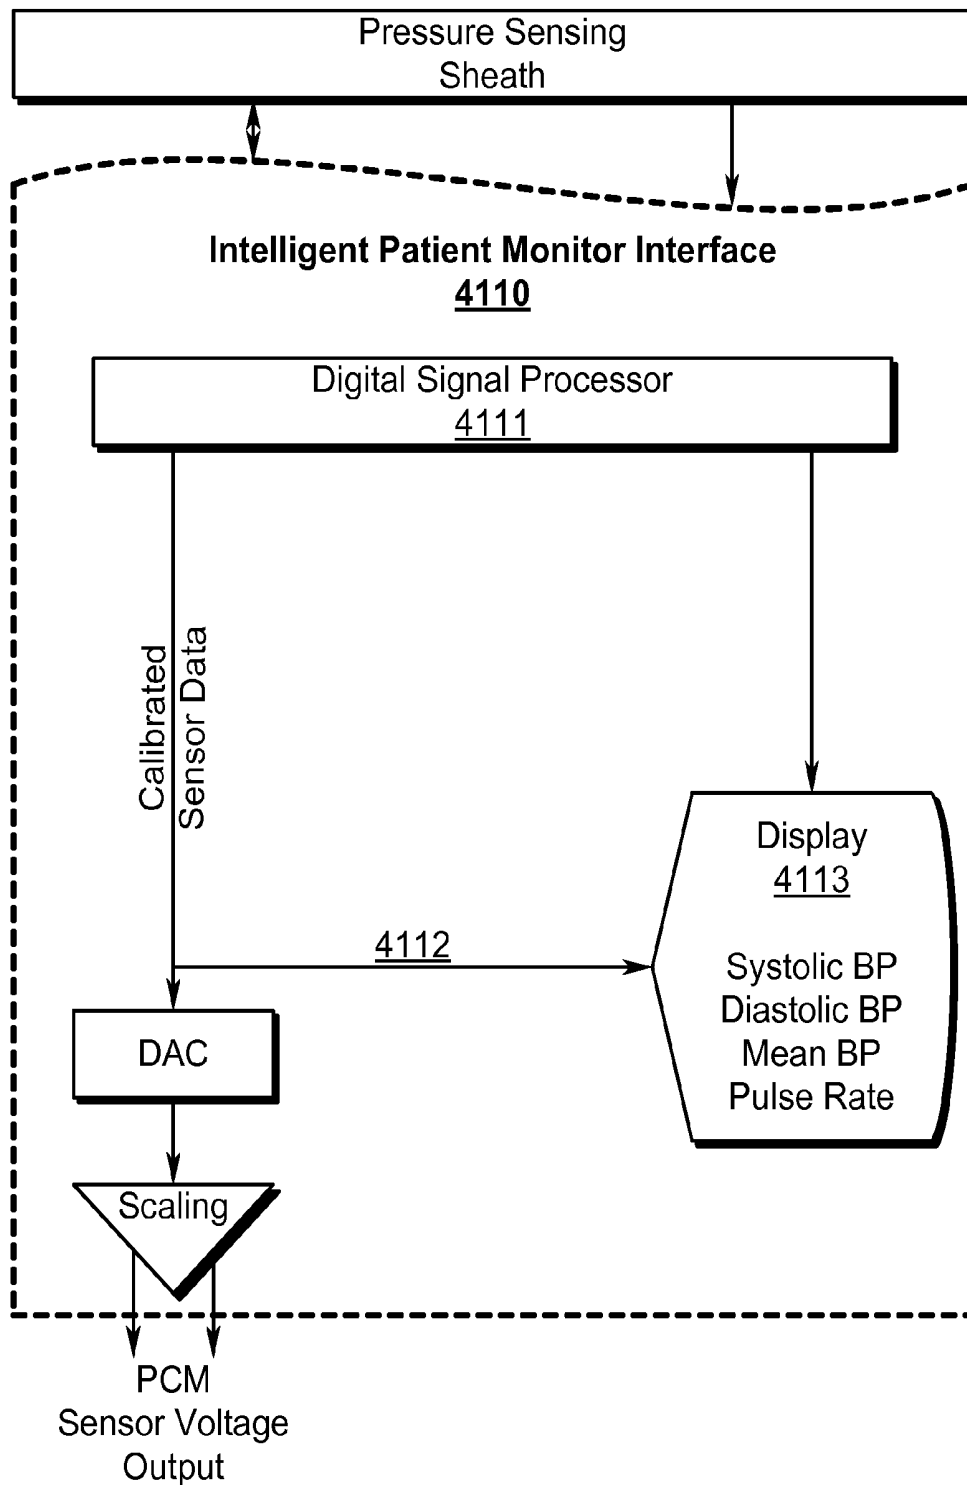 Pressure Sensing
Sheath
Intelligent Patient Monitor Interface
4110
Digital Signal Processor
4111
Calibrated
Sensor Data
Display
4113
4112
Systolic BP
Diastolic BP
Mean BP
Pulse Rate
DAC
Scaling
PCM
Sensor Voltage
Output